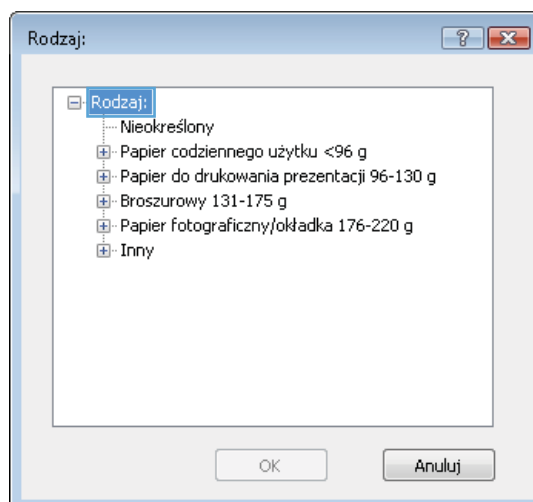 Rodzaj:
?
Rodzaj:
Nieokreślony
Papier codziennego użytku <96 g
Papier do drukowania prezentacji 96-130 g
Broszurowy 131-175 g
Papier fotograficzny/okładka 176-220 g
Inny
OK
Anuluj